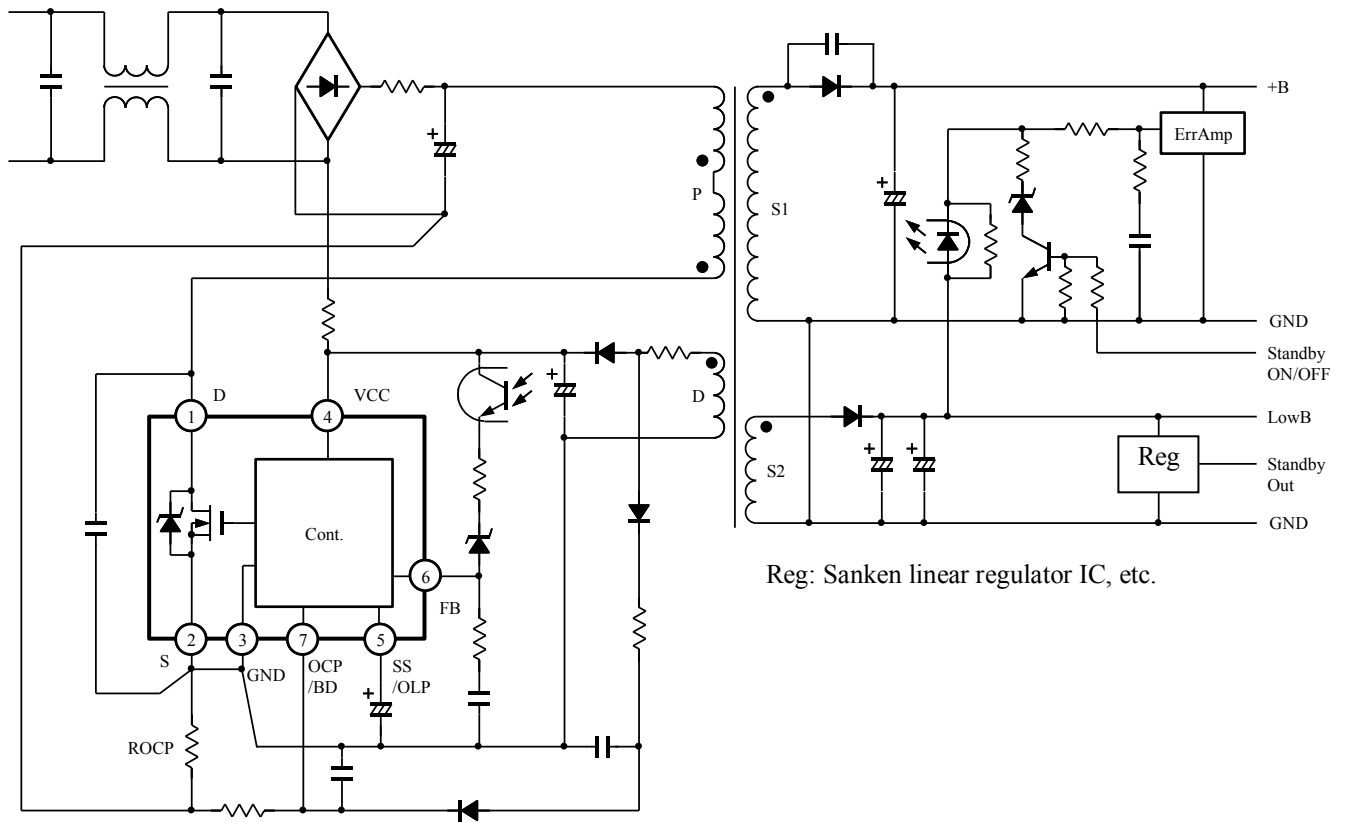 +B
ErrAmp
P
S1
GND
Standby
ON/OFF
D
VCC
D
1
4
LowB
Reg
S2
Standby
Out
Cont.
GND
6
FB
Reg: Sanken linear regulator IC, etc.
2
3
7
5
S
GND
OCP
/BD
SS
/OLP
ROCP
+
+
+
+
+
+